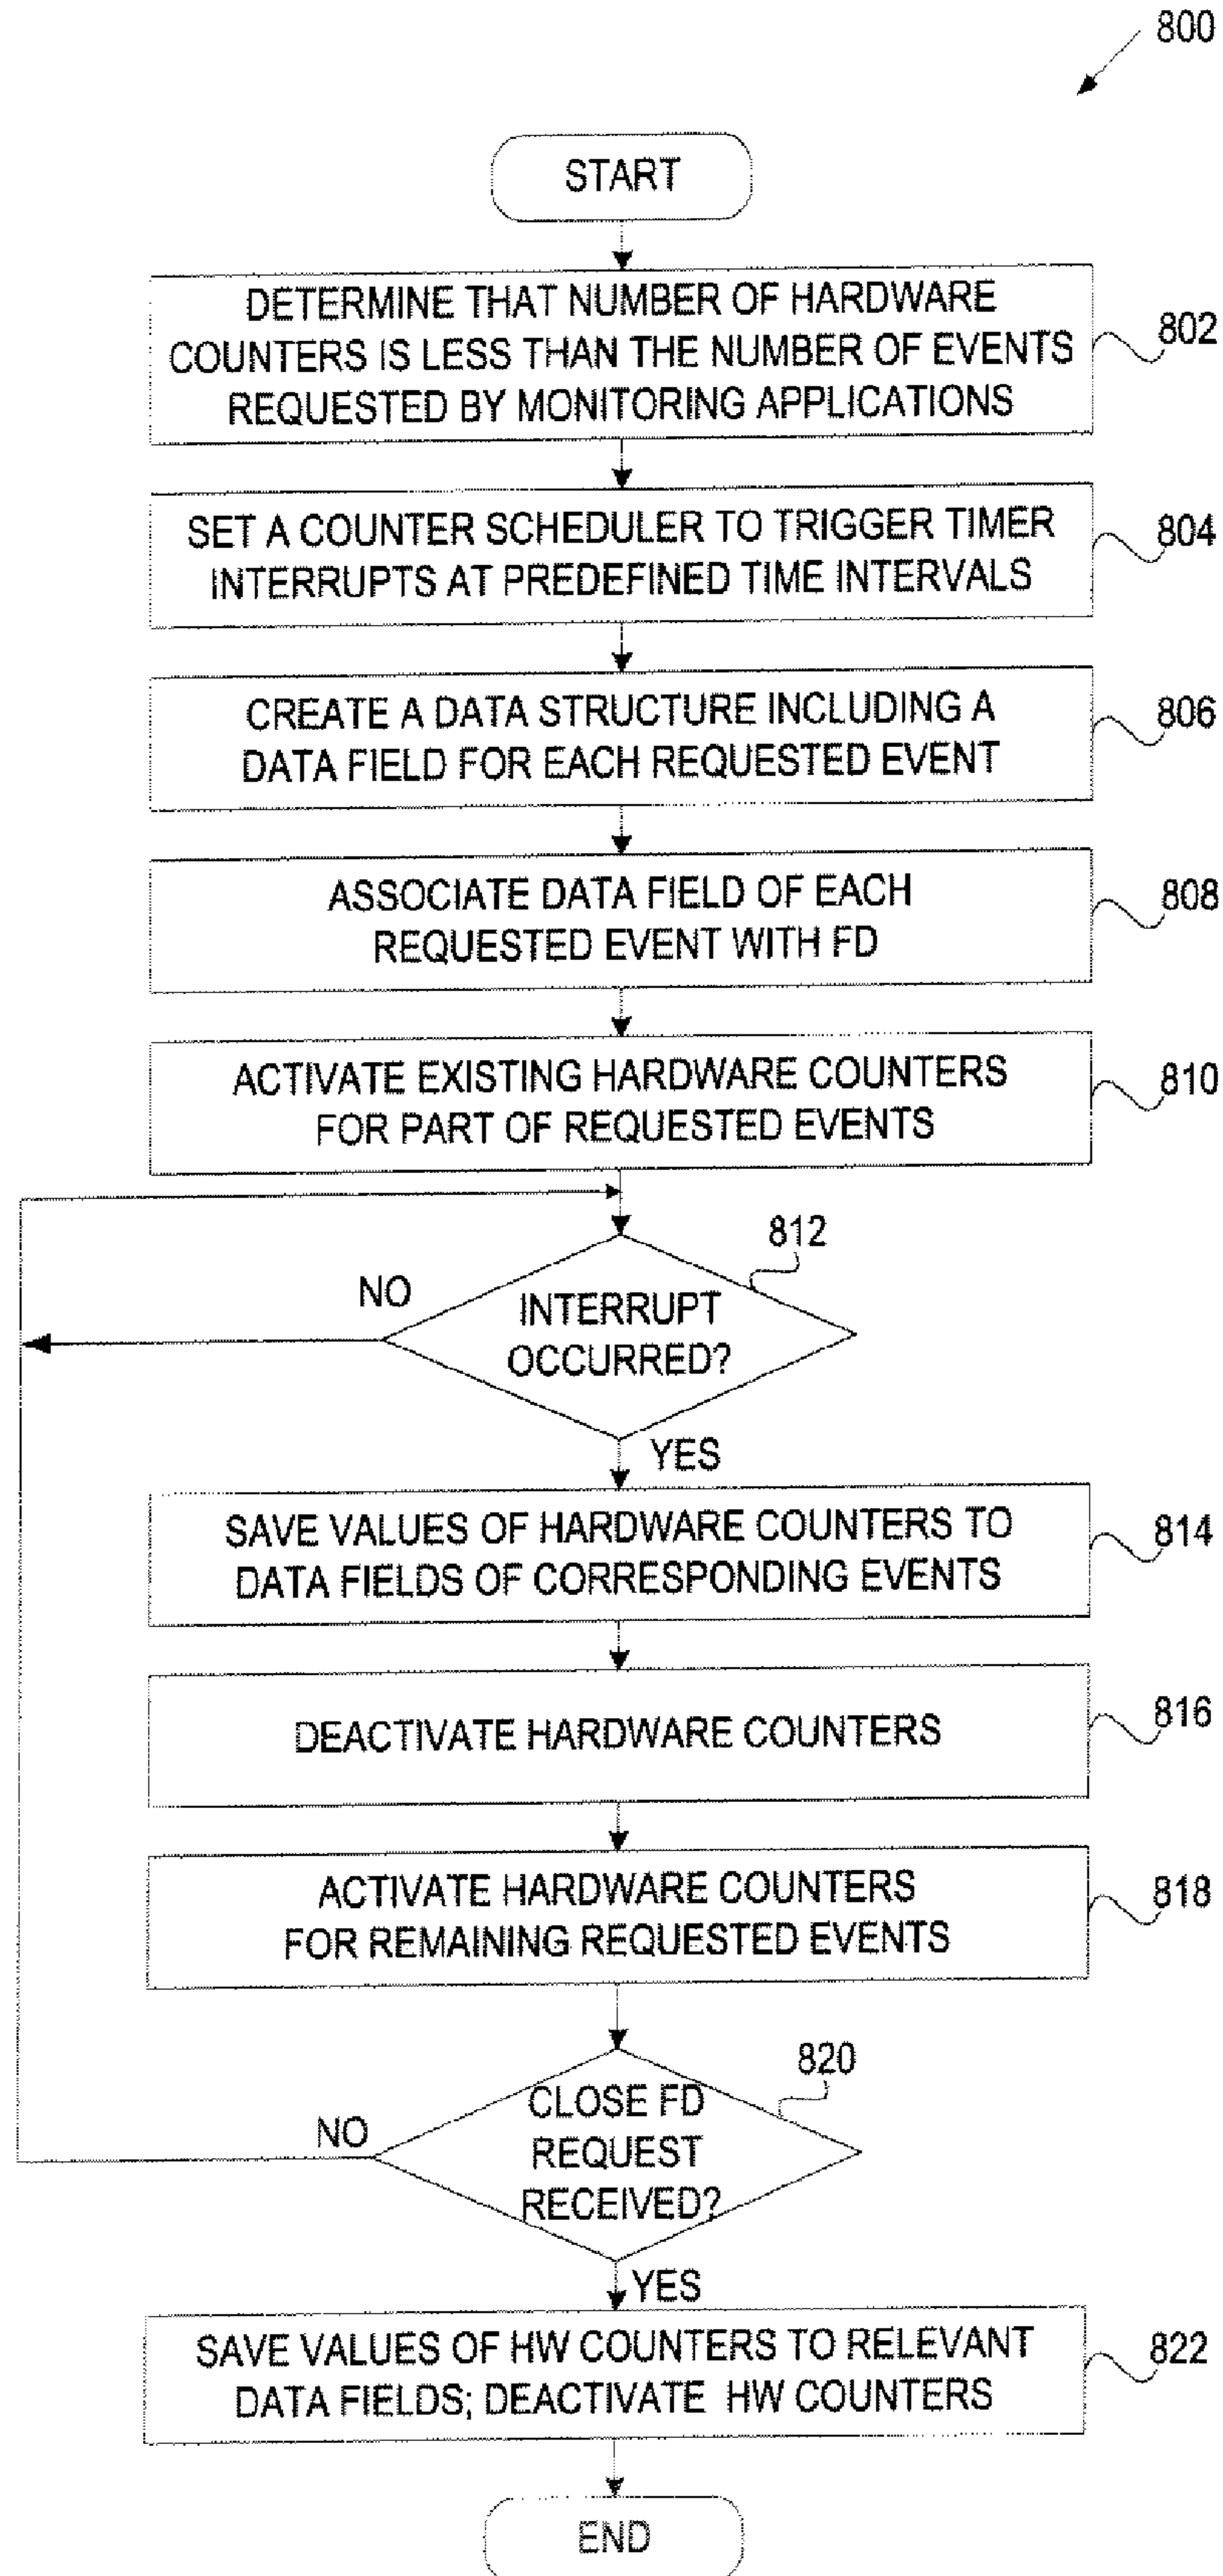 800
START
DETERMINE THAT NUMBER OF HARDWARE
COUNTERS IS LESS THAN THE NUMBER OF EVENTS
REQUESTED BY MONITORING APPLICATIONS
802
SET A COUNTER SCHEDULER TO TRIGGER TIMER
INTERRUPTS AT PREDEFINED TIME INTERVALS
804
CREATE A DATA STRUCTURE INCLUDING A
DATA FIELD FOR EACH REQUESTED EVENT
806
ASSOCIATE DATA FIELD OF EACH
REQUESTED EVENT WITH FD
808
ACTIVATE EXISTING HARDWARE COUNTERS
FOR PART OF REQUESTED EVENTS
810
812
NO
INTERRUPT
OCCURRED?
YES
SAVE VALUES OF HARDWARE COUNTERS TO
DATA FIELDS OF CORRESPONDING EVENTS
814
DEACTIVATE HARDWARE COUNTERS
816
ACTIVATE HARDWARE COUNTERS
FOR REMAINING REQUESTED EVENTS
818
820
NO
CLOSE FD
REQUEST
RECEIVED?
YES
SAVE VALUES OF HW COUNTERS TO RELEVANT
DATA FIELDS; DEACTIVATE HW COUNTERS
822
END